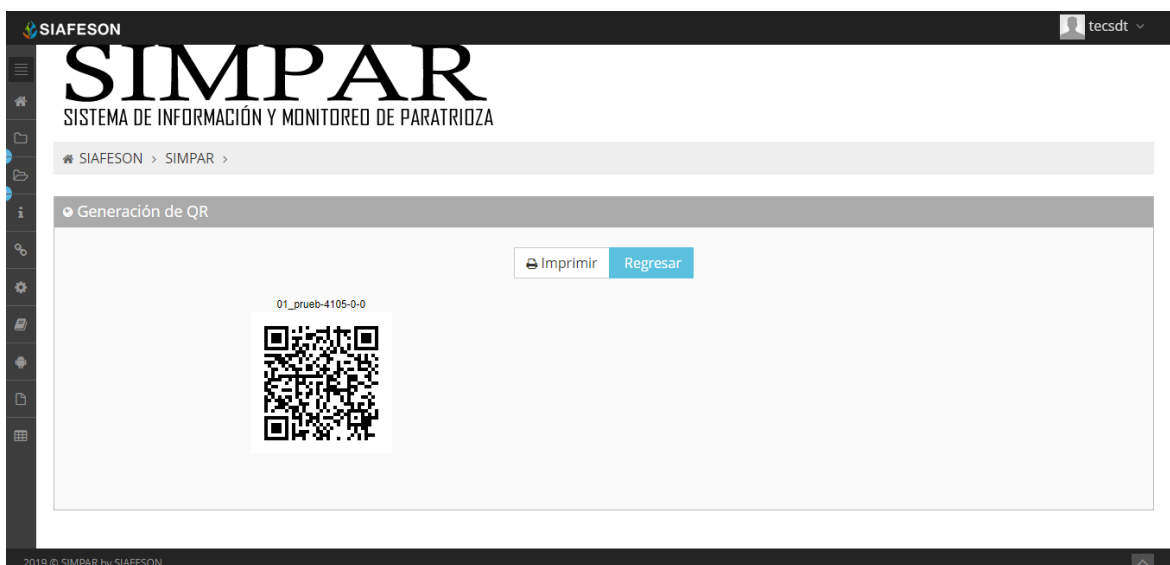 SIAFESON
tecsdt
SIMPAR
SISTEMA DE INFORMACIÓN Y MONITOREO DE PARATRIOZA
SIAFESON > SIMPAR >
Generación de QR
Imprimir
Regresar
01_prueb-4105-0-0
2019 © SIMPAR by SIAFESON